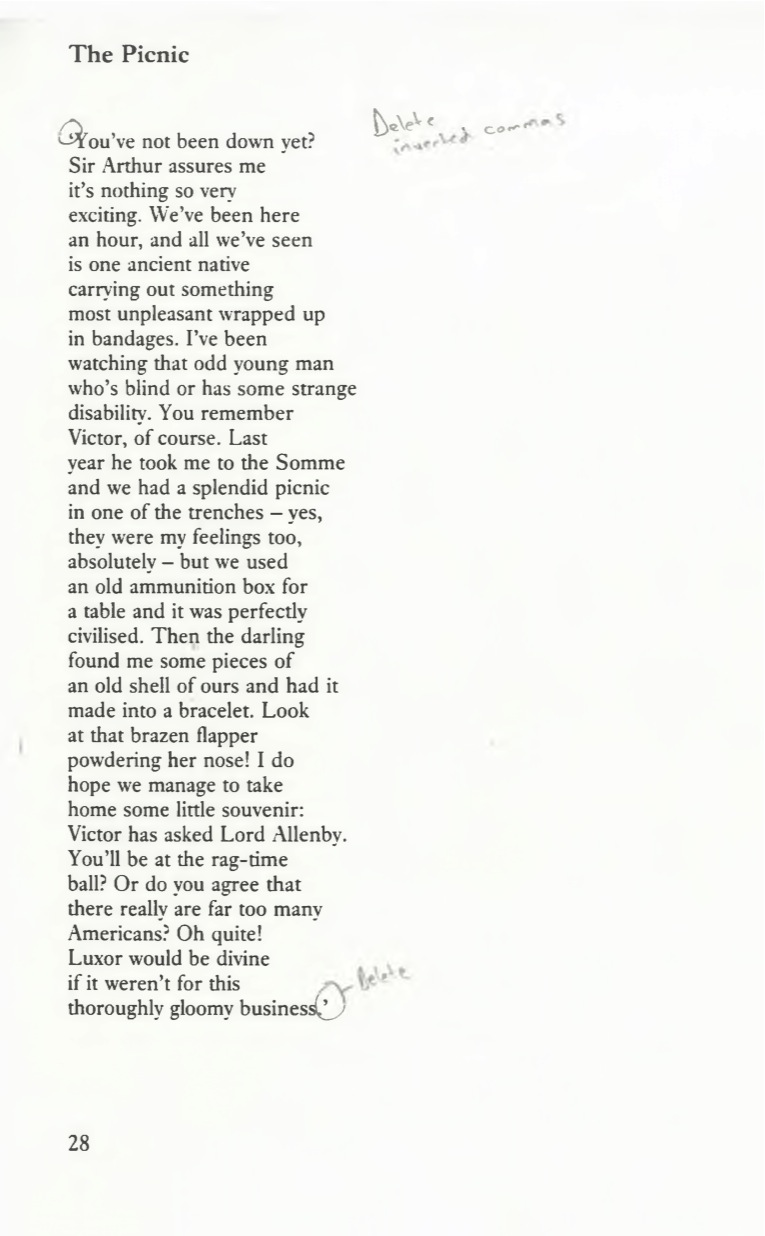 The Picnic
'You've not been down yet?
Delete
inverted commas
Sir Arthur assures me
it's nothing so very
exciting. We've been here
an hour, and all we've seen
is one ancient native
carrying out something
most unpleasant wrapped up
in bandages. I've been
watching that odd young man
who's blind or has some strange
disability. You remember
Victor, of course. Last
year he took me to the Somme
and we had a splendid picnic
in one of the trenches – yes,
they were my feelings too,
absolutely – but we used
an old ammunition box for
a table and it was perfectly
civilised. Then the darling
found me some pieces of
an old shell of ours and had it
made into a bracelet. Look
at that brazen flapper
powdering her nose! I do
hope we manage to take
home some little souvenir:
Victor has asked Lord Allenby.
You'll be at the rag-time
ball? Or do you agree that
there really are far too many
Americans? Oh quite!
Luxor would be divine
if it weren't for this
Delete
thoroughly gloomy business.'
28